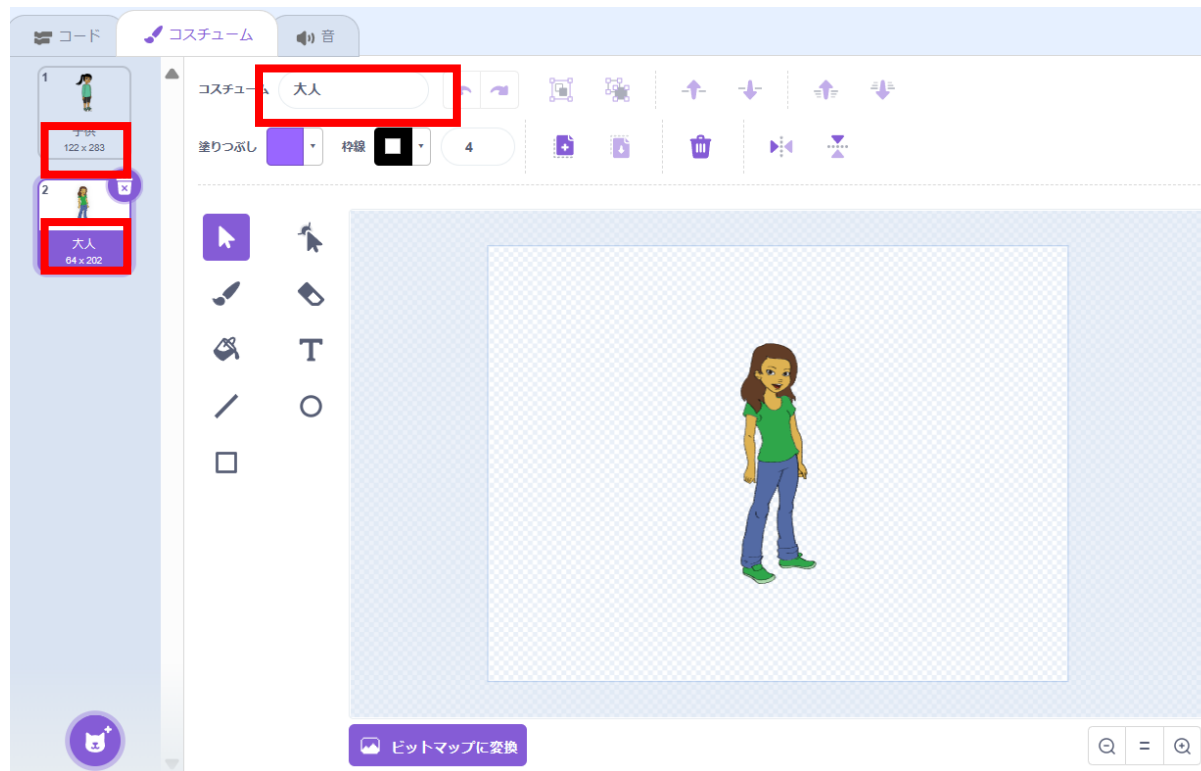 コード
コスチューム
音
1
子供
122 x 283
2
大人
64 x 202
コスチューム
大人
塗りつぶし
枠線
4
T
ビットマップに変換
=